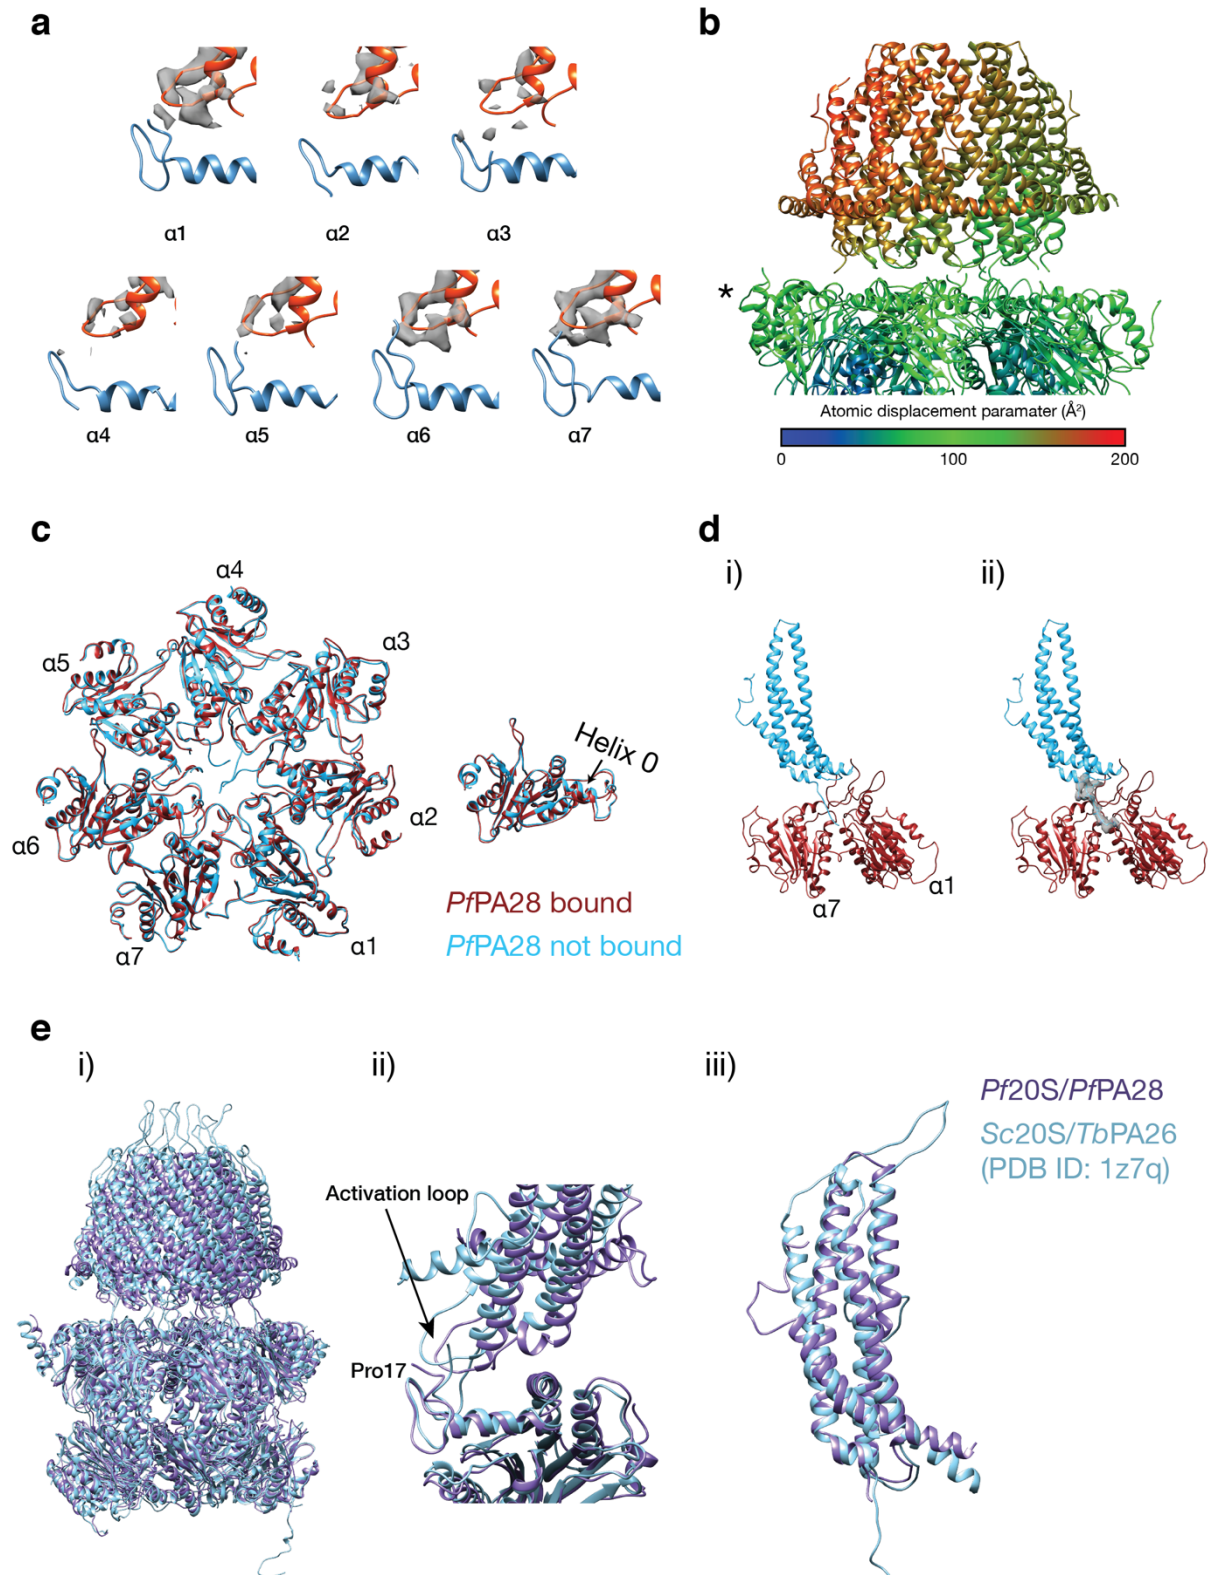 a
α1
α2
α3
α4
α5
α6
α7
b
*
Atomic displacement paramater (Å²)
0
100
200
c
α4
α5
α3
α6
α2
α7
α1
Helix 0
PfPA28 bound
PfPA28 not bound
d
i)
ii)
α7
α1
e
i)
ii)
iii)
Activation loop
Pro17
Pf20S/PfPA28
Sc20S/TbPA26
(PDB ID: 1z7q)